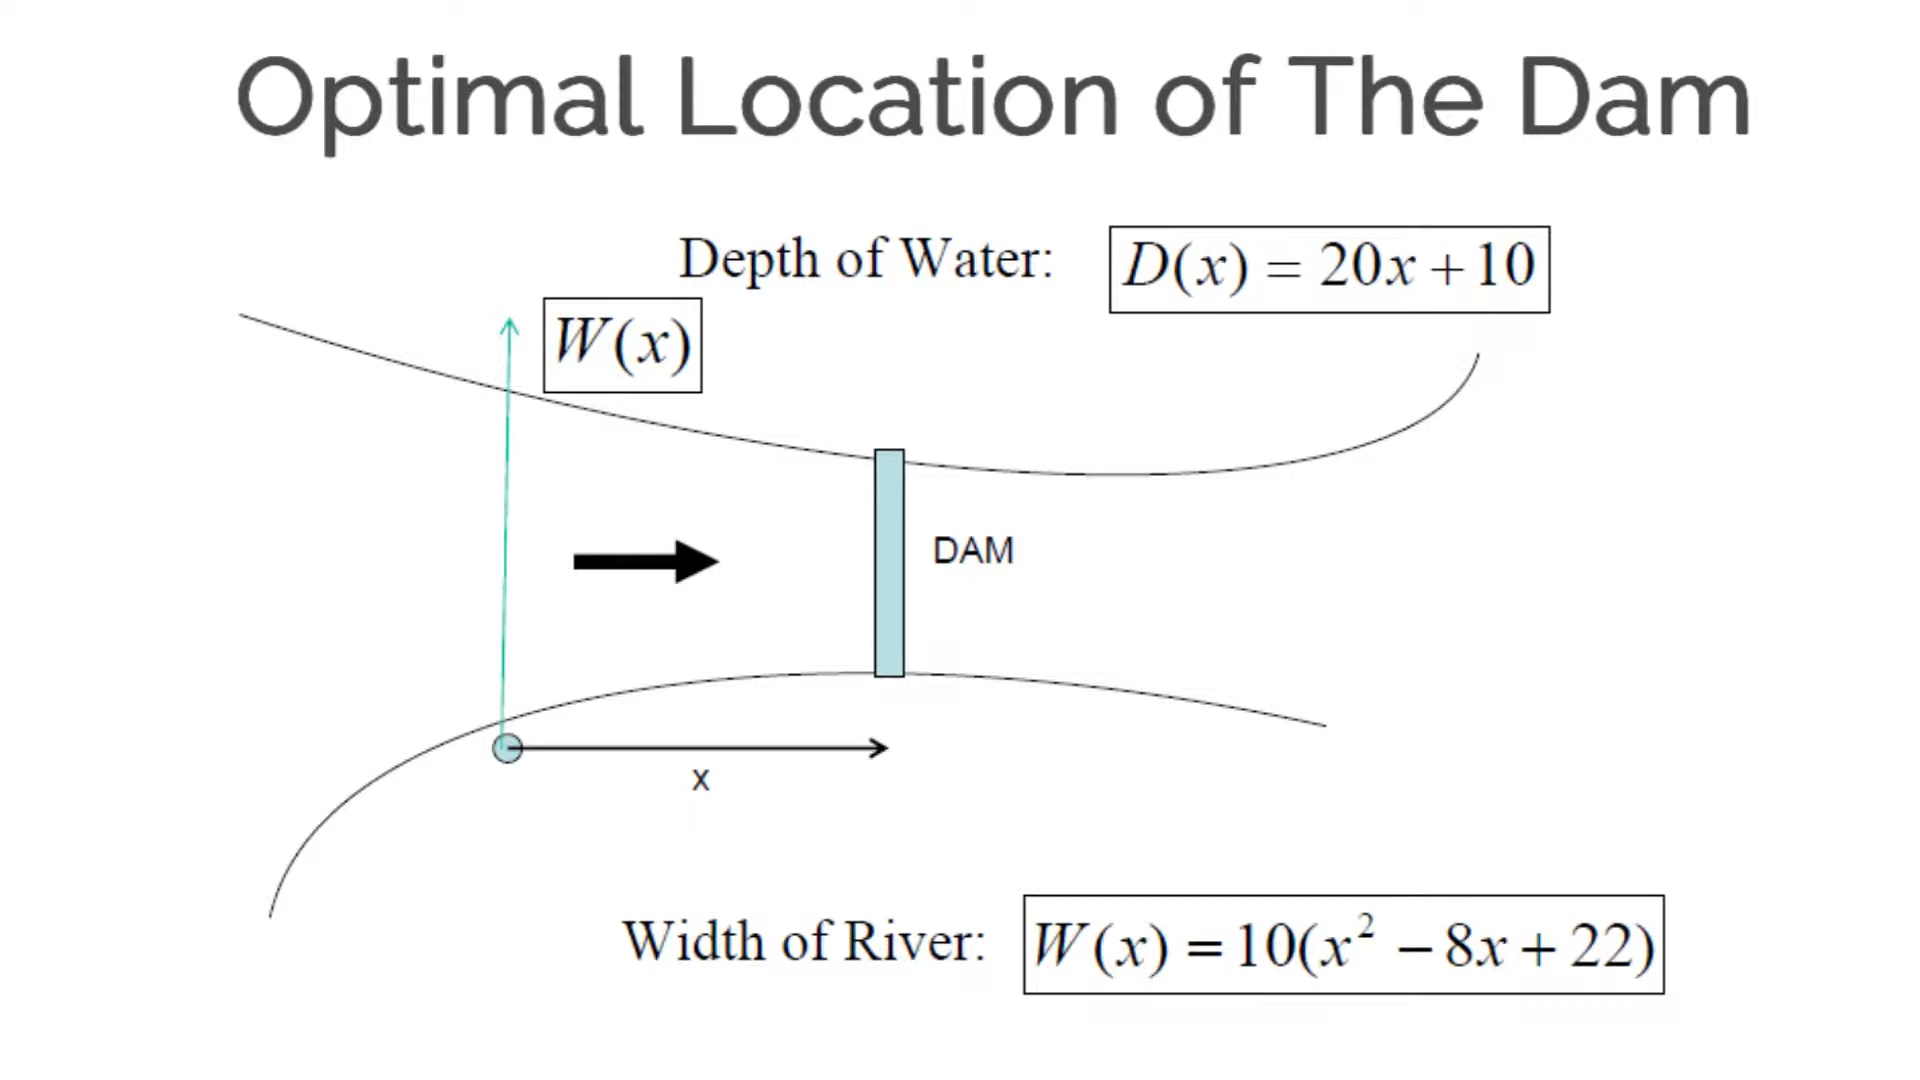 Optimal Location of The Dam
Depth of Water: D(x) = 20x + 10
W(x)
DAM
x
Width of River: W(x) = 10(x² − 8x + 22)